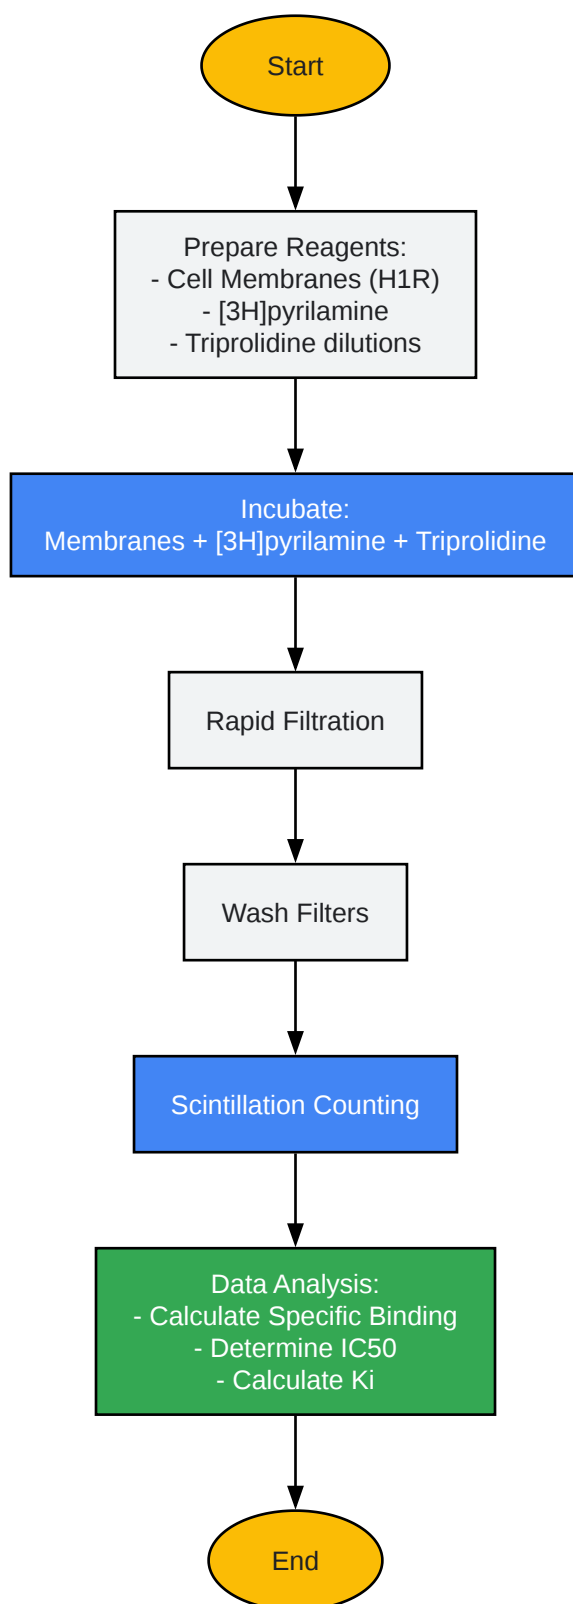 Start
Prepare Reagents:
- Cell Membranes (H1R)
- [3H]pyrilamine
- Triprolidine dilutions
Incubate:
Membranes + [3H]pyrilamine + Triprolidine
Rapid Filtration
Wash Filters
Scintillation Counting
Data Analysis:
- Calculate Specific Binding
- Determine IC50
- Calculate Ki
End